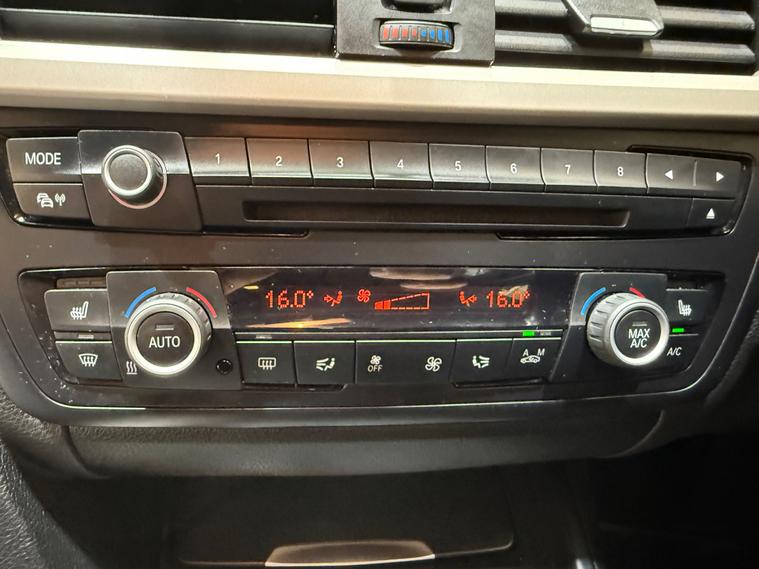 MODE 1 2 3 4 5 6 7 8
16.0° 16.0°
AUTO
OFF
A M
MAX
A/C
A/C